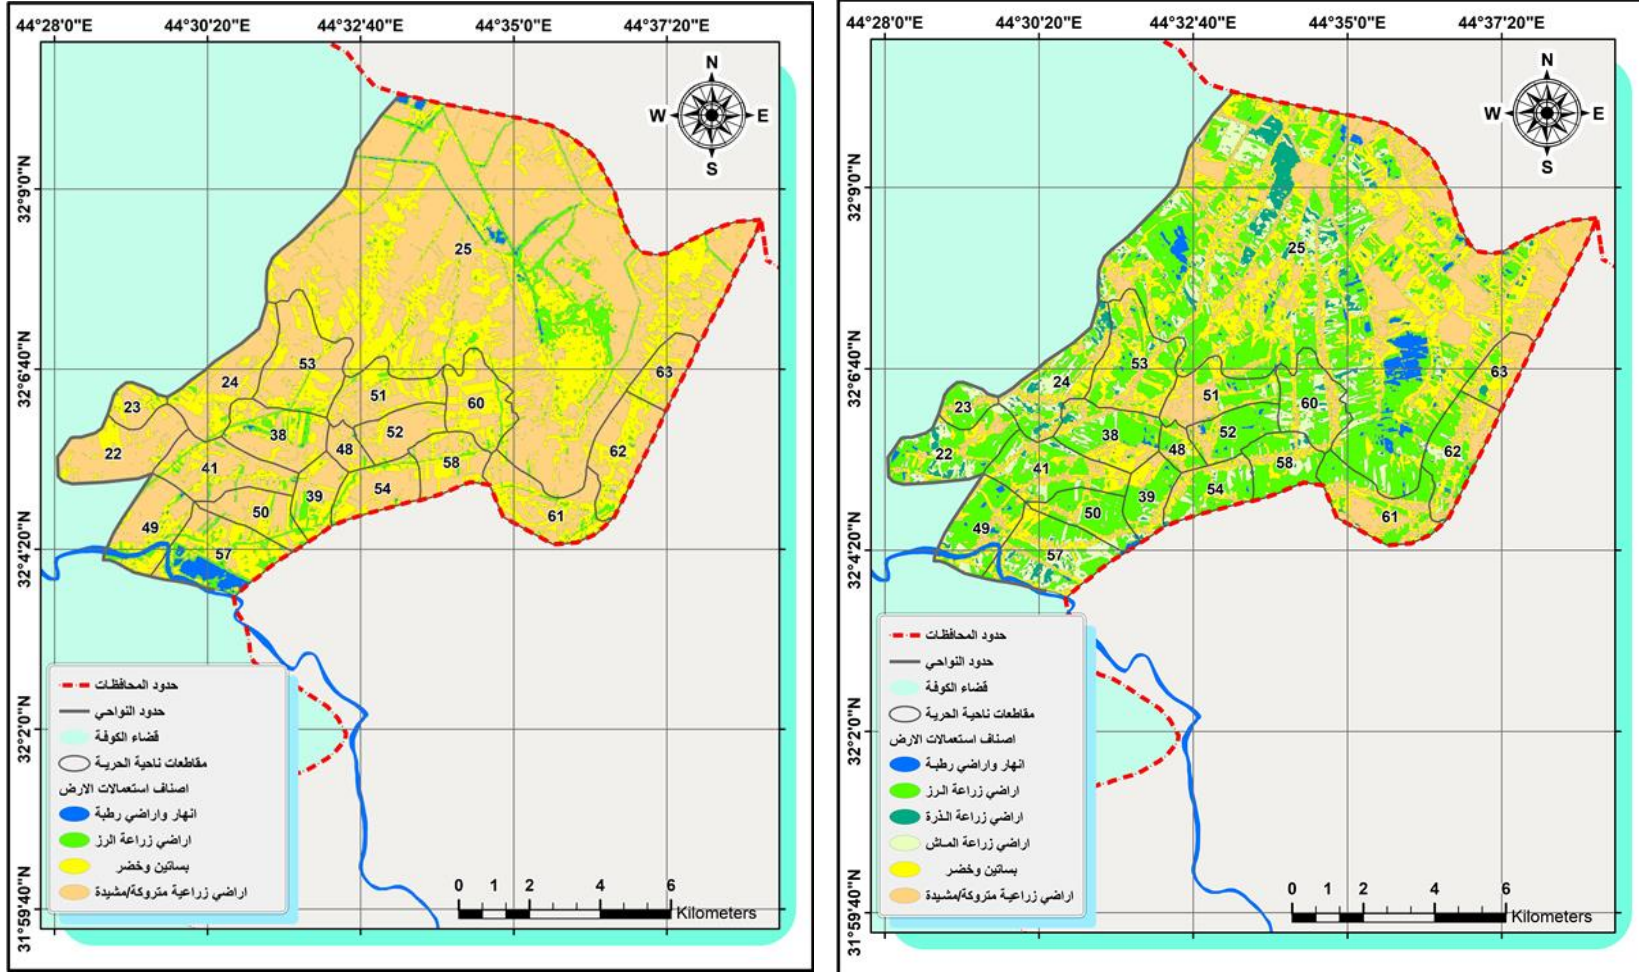 44°28'0"E 44°30'20"E 44°32'40"E 44°35'0"E 44°37'20"E
N
W E
S
32°9'0"N
32°6'40"N
32°4'20"N
32°2'0"N
31°59'40"N
25
53
24
63
23
51
60
38
52
22
48
62
41
58
39
54
50
61
49
57
حدود المحافظات
حدود النواحي
قضاء الكوفة
مقاطعات ناحية الحرية
اصناف استعمالات الارض
انهار واراضي رطبة
اراضي زراعة الرز
بساتين وخضر
اراضي زراعية متروكة/مشيدة
0 1 2 4 6
Kilometers
44°28'0"E 44°30'20"E 44°32'40"E 44°35'0"E 44°37'20"E
N
W E
S
32°9'0"N
32°6'40"N
32°4'20"N
32°2'0"N
31°59'40"N
25
53
24
63
23
51
60
38
52
22
48
62
41
58
39
54
50
61
49
57
حدود المحافظات
حدود النواحي
قضاء الكوفة
مقاطعات ناحية الحرية
اصناف استعمالات الارض
انهار واراضي رطبة
اراضي زراعة الرز
اراضي زراعة الذرة
اراضي زراعة الماش
بساتين وخضر
اراضي زراعية متروكة/مشيدة
0 1 2 4 6
Kilometers